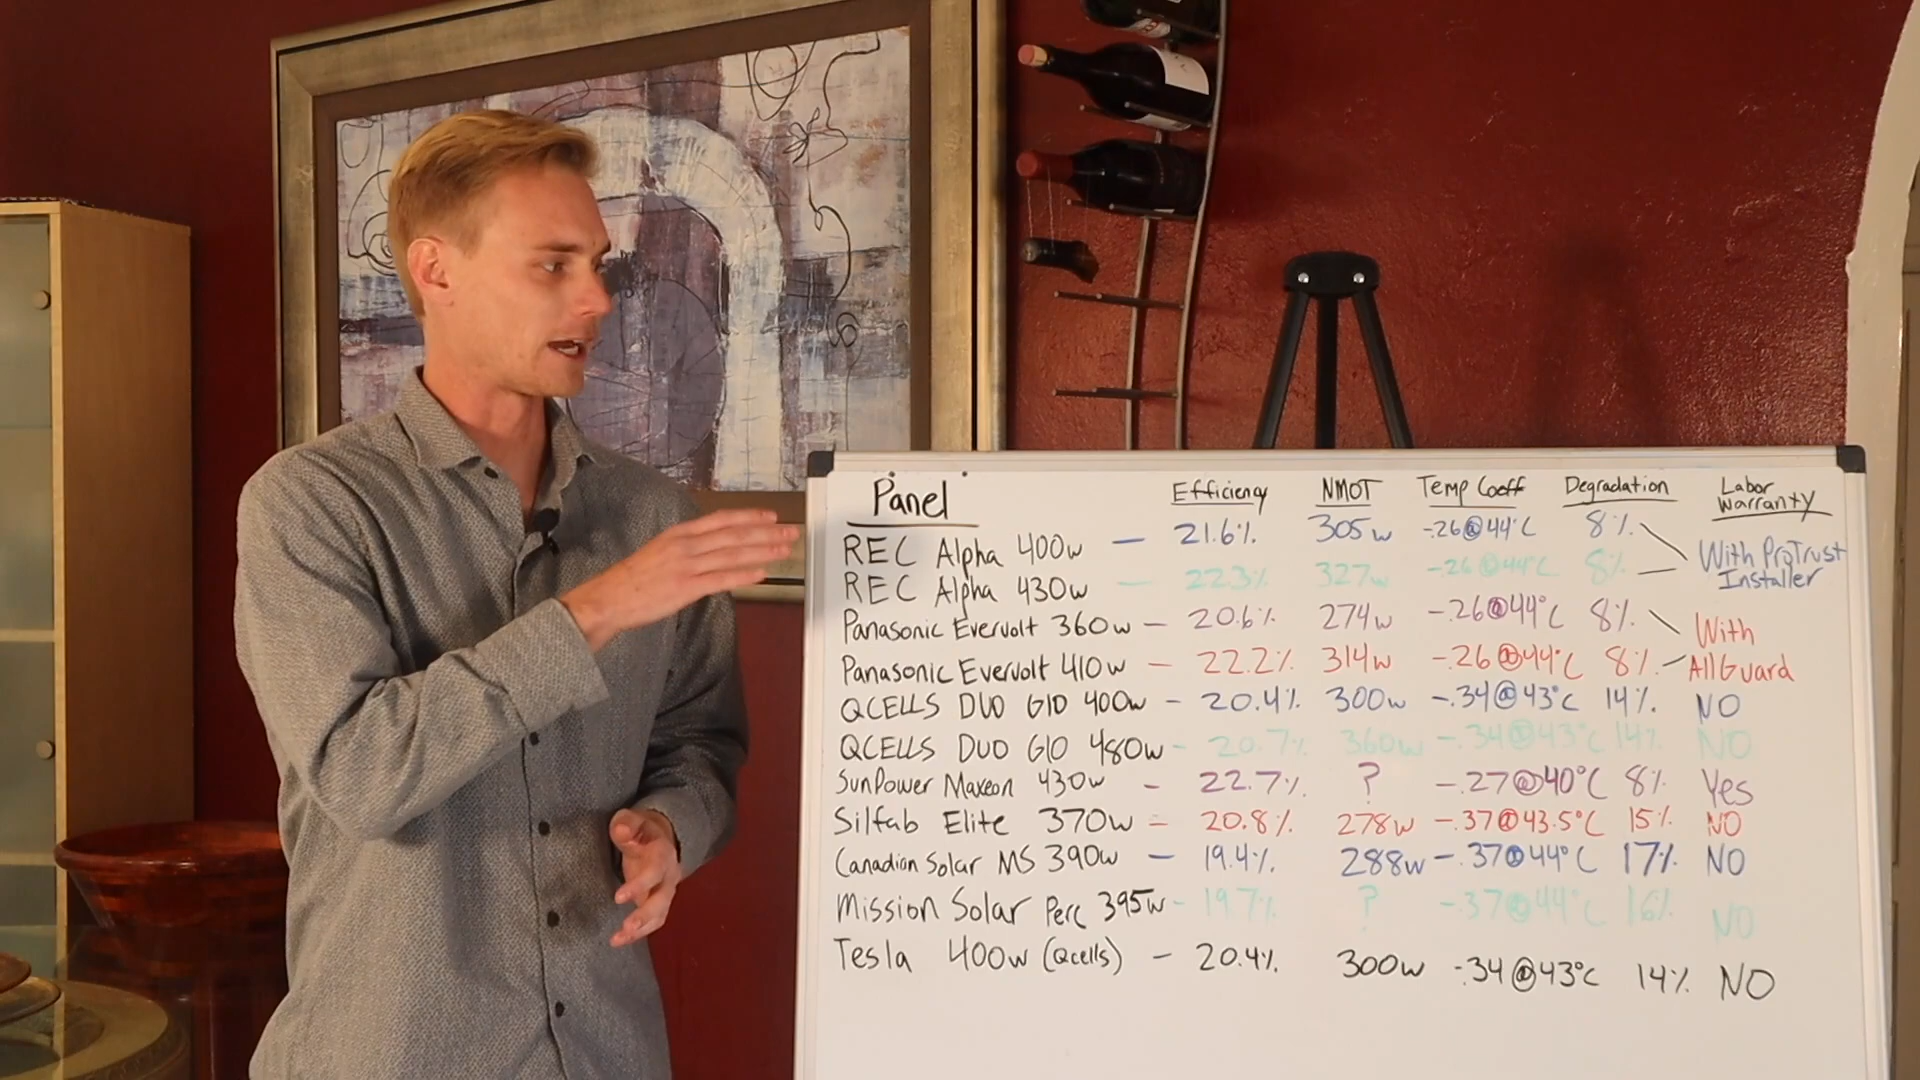 Panel Efficiency NMOT Temp Coeff Degradation Labor Warranty
REC Alpha 400w — 21.6% 305w -.26@44°C 8% With ProTrust Installer
REC Alpha 430w — 22.3% 327w -.26@44°C 8%
Panasonic Evervolt 360w — 20.6% 274w -.26@44°C 8% With AllGuard
Panasonic Evervolt 410w — 22.2% 314w -.26@44°C 8%
QCELLS DUO G10 400w - 20.4% 300w -.34@43°C 14% NO
QCELLS DUO G10 480w - 20.7% 360w -.34@43°C 14% NO
SunPower Maxeon 430w - 22.7% ? -.27@40°C 8% Yes
Silfab Elite 370w - 20.8% 278w -.37@43.5°C 15% NO
Canadian Solar MS 390w — 19.4% 288w -.37@44°C 17% NO
Mission Solar Perc 395w - 19.7% ? -.37@44°C 16% NO
Tesla 400w (Qcells) - 20.4% 300w -.34@43°C 14% NO